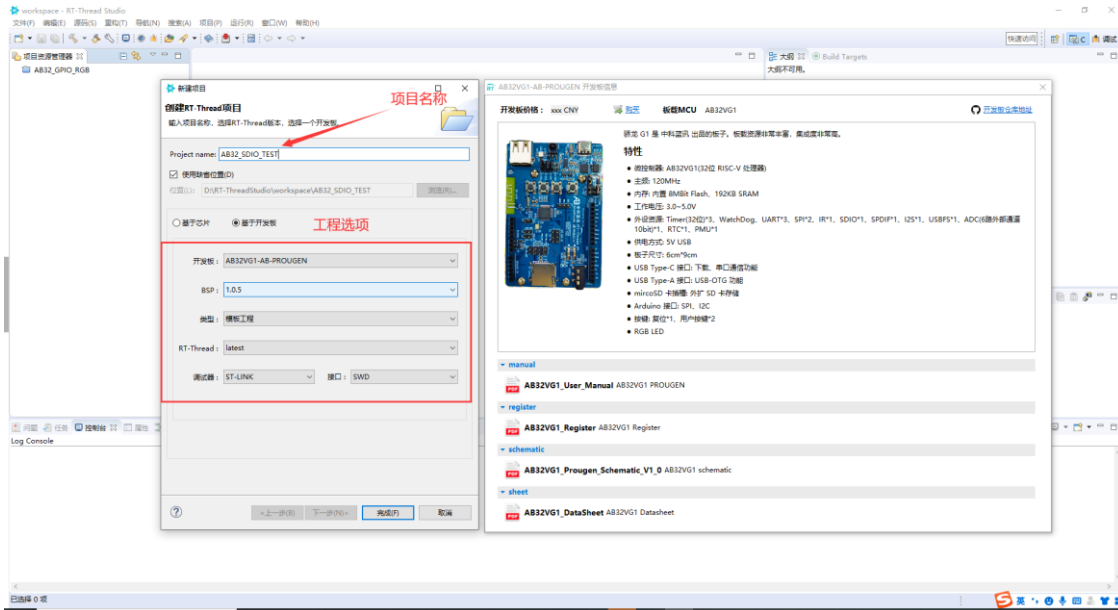 workspace - RT-Thread Studio
文件(F) 编辑(E) 源码(S) 重构(T) 导航(N) 搜索(A) 项目(P) 运行(R) 窗口(W) 帮助(H)
快速访问
C
调试
项目资源管理器
AB32_GPIO_RGB
大纲
Build Targets
大纲不可用。
新建项目
创建RT-Thread项目
输入项目名称，选择RT-Thread版本，选择一个开发板。
项目名称
Project name: AB32_SDIO_TEST
使用缺省位置(D)
位置(L): D:\RT-ThreadStudio\workspace\AB32_SDIO_TEST 浏览(R)...
基于芯片 基于开发板
工程选项
开发板： AB32VG1-AB-PROUGEN
BSP： 1.0.5
类型： 模板工程
RT-Thread： latest
调试器： ST-LINK 接口： SWD
<上一步(B) 下一步(N)> 完成(F) 取消
AB32VG1-AB-PROUGEN 开发板信息
开发板价格： xxx CNY 购买 板载MCU AB32VG1 开发板仓库地址
骄龙 G1 是 中科蓝讯 出品的板子。板载资源非常丰富，集成度非常高。
特性
● 微控制器: AB32VG1(32位 RISC-V 处理器)
● 主频: 120MHz
● 内存: 内置 8MBit Flash、192KB SRAM
● 工作电压: 3.0~5.0V
● 外设资源: Timer(32位)*3、WatchDog、UART*3、SPI*2、IR*1、SDIO*1、SPDIF*1、I2S*1、USBFS*1、ADC(6路外部通道
10bit)*1、RTC*1、PMU*1
● 供电方式: 5V USB
● 板子尺寸: 6cm*9cm
● USB Type-C 接口: 下载、串口通信功能
● USB Type-A 接口: USB-OTG 功能
● mircoSD 卡插槽: 外扩 SD 卡存储
● Arduino 接口: SPI、I2C
● 按键: 复位*1、用户按键*2
● RGB LED
manual
AB32VG1_User_Manual AB32VG1 PROUGEN
register
AB32VG1_Register AB32VG1 Register
schematic
AB32VG1_Prougen_Schematic_V1_0 AB32VG1 schematic
sheet
AB32VG1_DataSheet AB32VG1 Datasheet
问题 任务 控制台 属性
Log Console
已选择 0 项
英